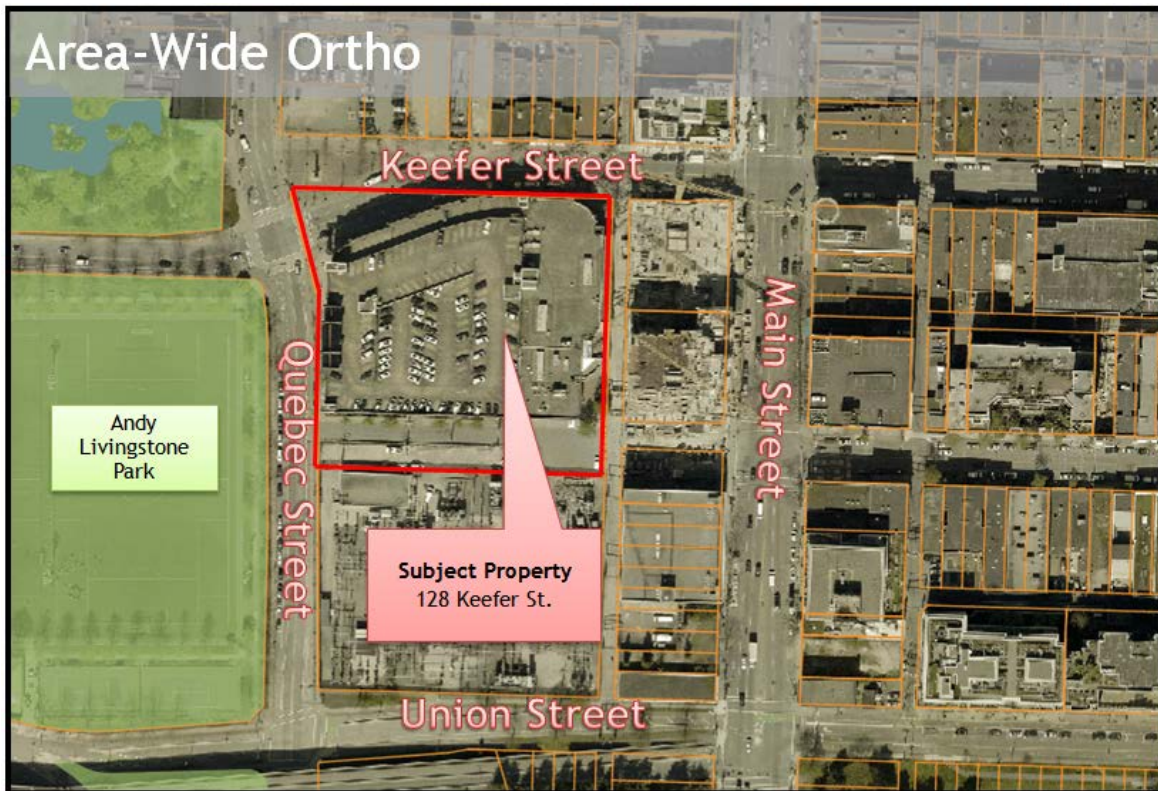 Area-Wide Ortho
Keefer Street
Main Street
Quebec Street
Andy
Livingstone
Park
Subject Property
128 Keefer St.
Union Street